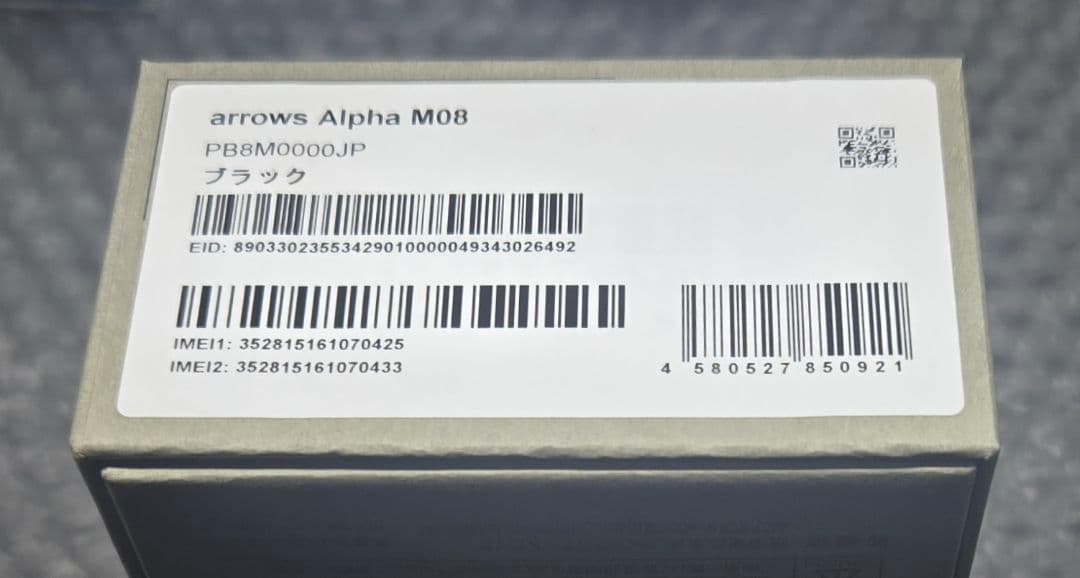 arrows Alpha M08
PB8M0000JP
ブラック
EID: 89033023553429010000049343026492
IMEI1: 352815161070425
IMEI2: 352815161070433
4 580527 850921